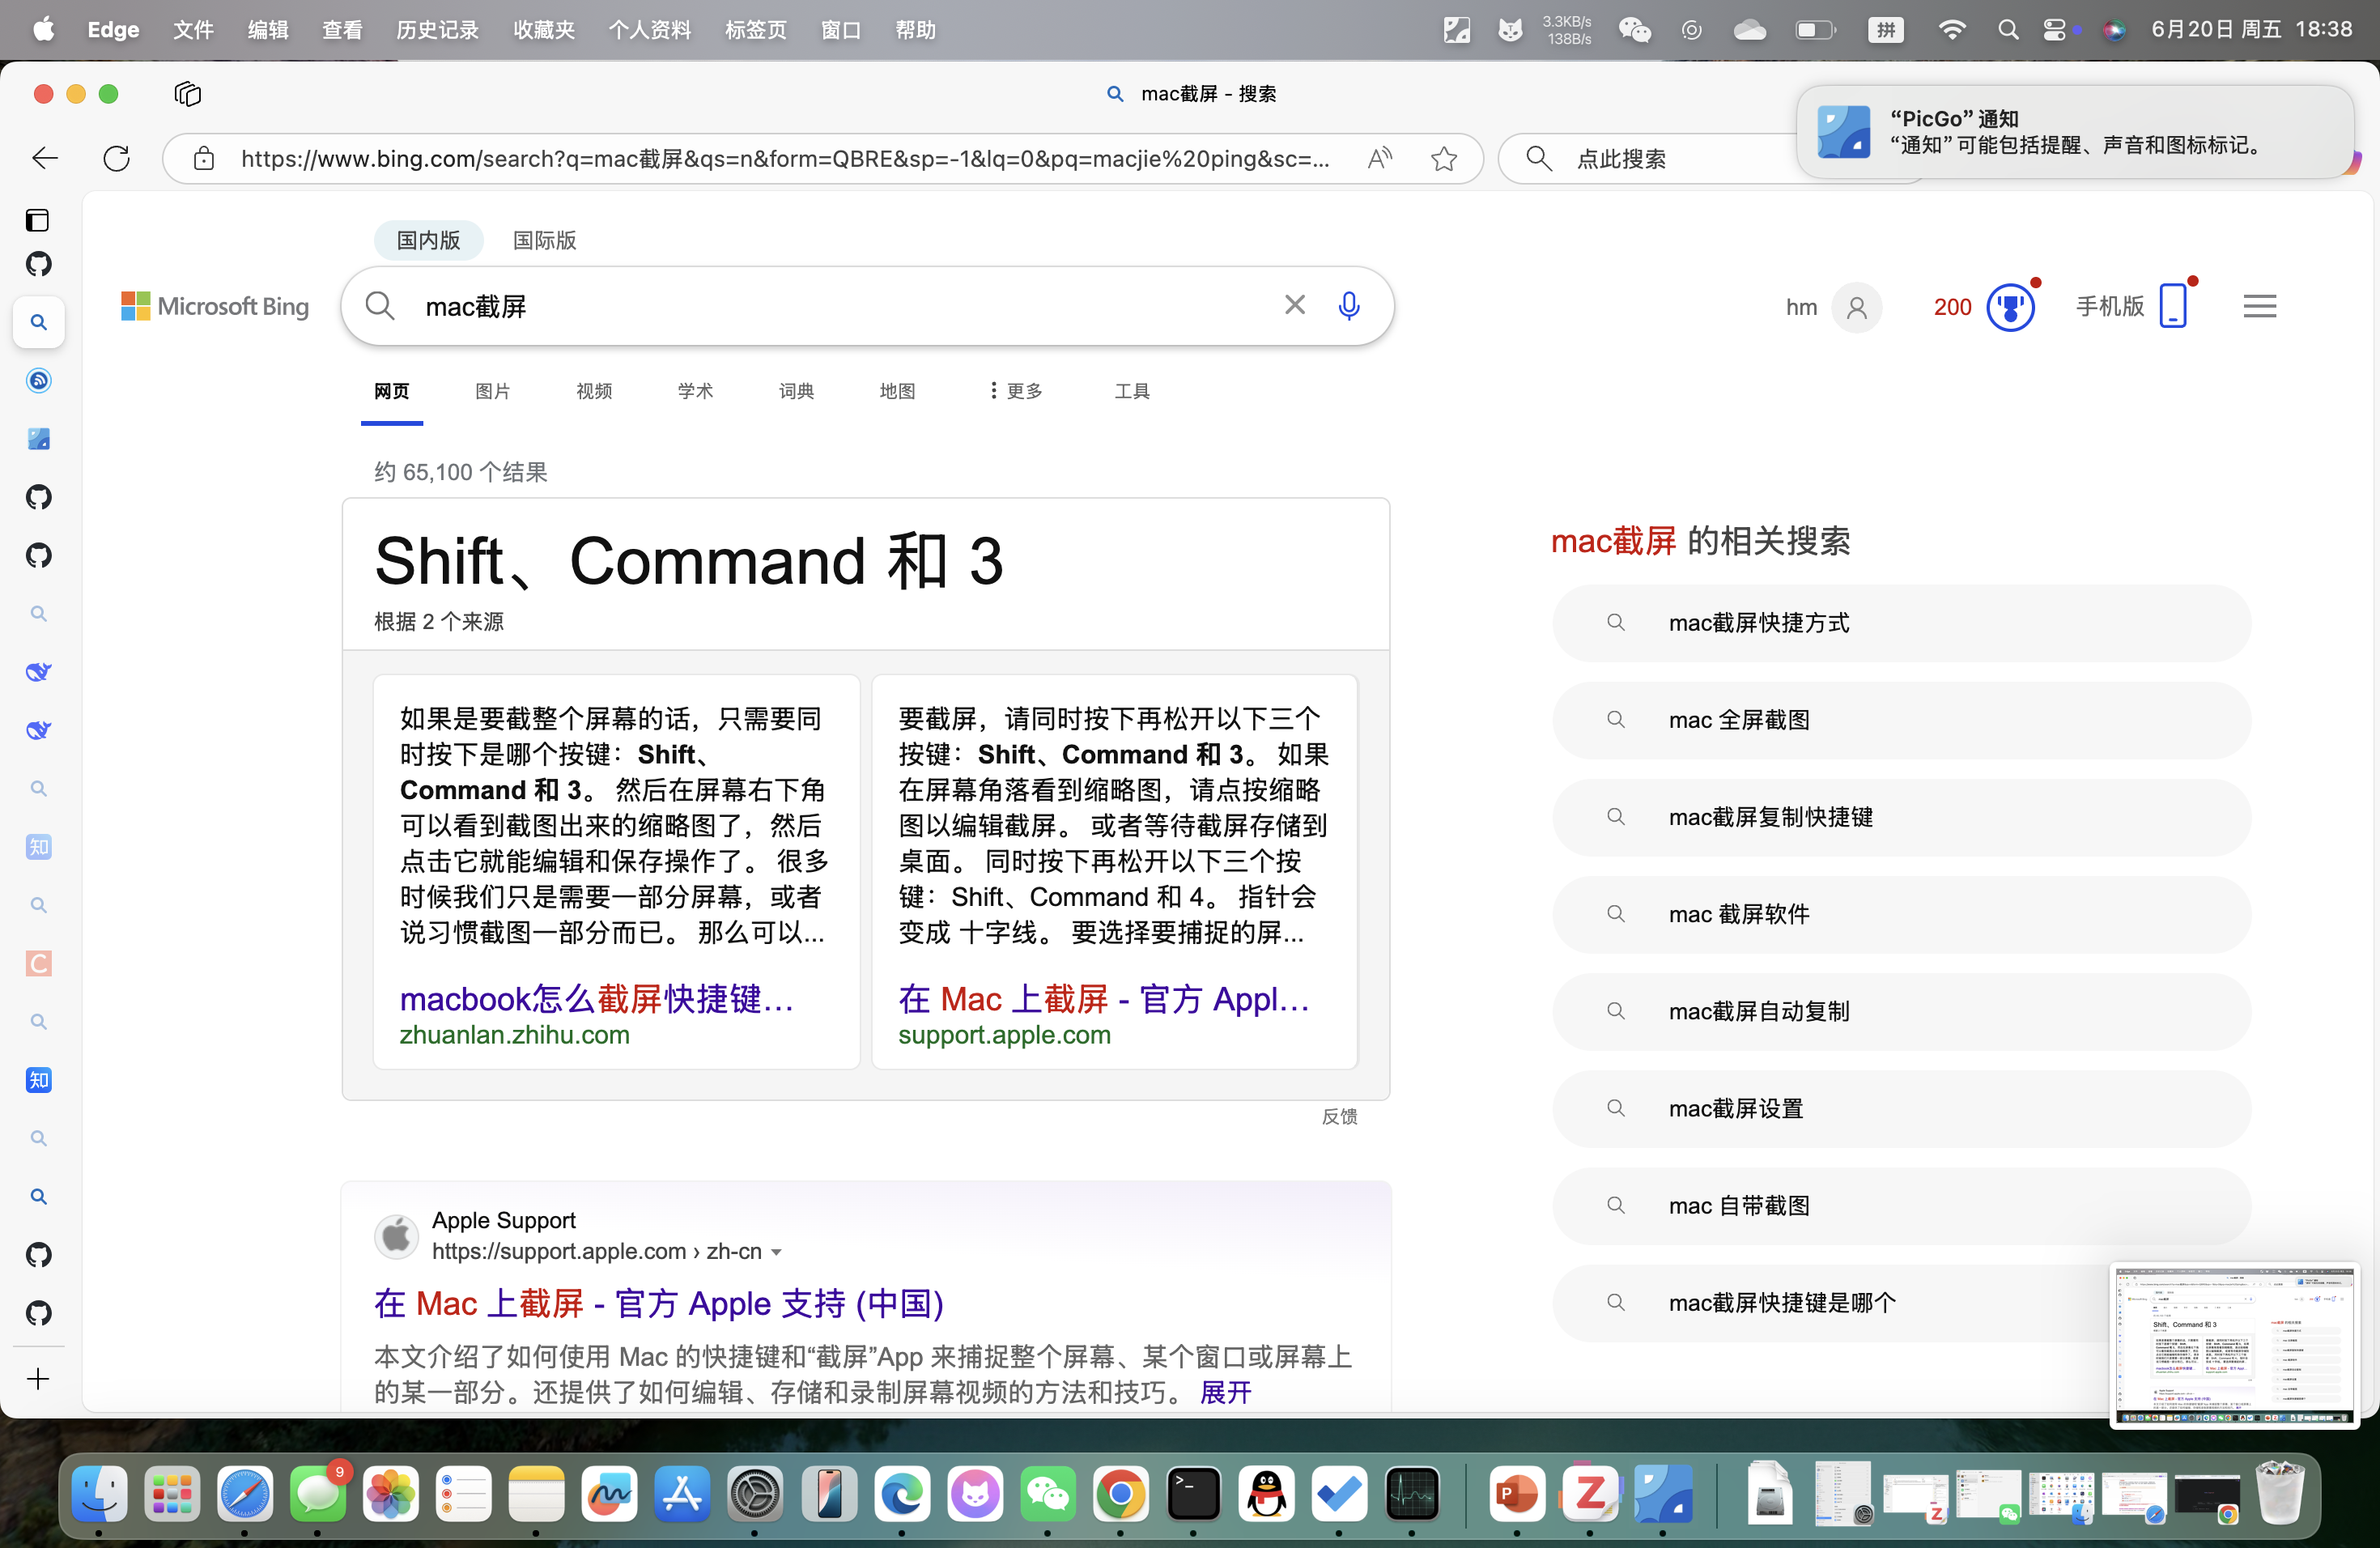 Edge 文件 编辑 查看 历史记录 收藏夹 个人资料 标签页 窗口 帮助
3.3KB/s
138B/s
拼
6月20日 周五 18:38
mac截屏 - 搜索
“PicGo” 通知
“通知” 可能包括提醒、声音和图标标记。
https://www.bing.com/search?q=mac截屏&qs=n&form=QBRE&sp=-1&lq=0&pq=macjie%20ping&sc=...
点此搜索
国内版 国际版
Microsoft Bing
mac截屏
hm
200
手机版
网页 图片 视频 学术 词典 地图 更多 工具
约 65,100 个结果
Shift、Command 和 3
根据 2 个来源
如果是要截整个屏幕的话，只需要同
时按下是哪个按键：Shift、
Command 和 3。 然后在屏幕右下角
可以看到截图出来的缩略图了，然后
点击它就能编辑和保存操作了。 很多
时候我们只是需要一部分屏幕，或者
说习惯截图一部分而已。 那么可以...
macbook怎么截屏快捷键...
zhuanlan.zhihu.com
要截屏，请同时按下再松开以下三个
按键：Shift、Command 和 3。 如果
在屏幕角落看到缩略图，请点按缩略
图以编辑截屏。 或者等待截屏存储到
桌面。 同时按下再松开以下三个按
键：Shift、Command 和 4。 指针会
变成 十字线。 要选择要捕捉的屏...
在 Mac 上截屏 - 官方 Appl...
support.apple.com
反馈
Apple Support
https://support.apple.com › zh-cn
在 Mac 上截屏 - 官方 Apple 支持 (中国)
本文介绍了如何使用 Mac 的快捷键和“截屏”App 来捕捉整个屏幕、某个窗口或屏幕上
的某一部分。还提供了如何编辑、存储和录制屏幕视频的方法和技巧。 展开
mac截屏 的相关搜索
mac截屏快捷方式
mac 全屏截图
mac截屏复制快捷键
mac 截屏软件
mac截屏自动复制
mac截屏设置
mac 自带截图
mac截屏快捷键是哪个
知
C
知
Shift、Command 和 3
9
P
Z